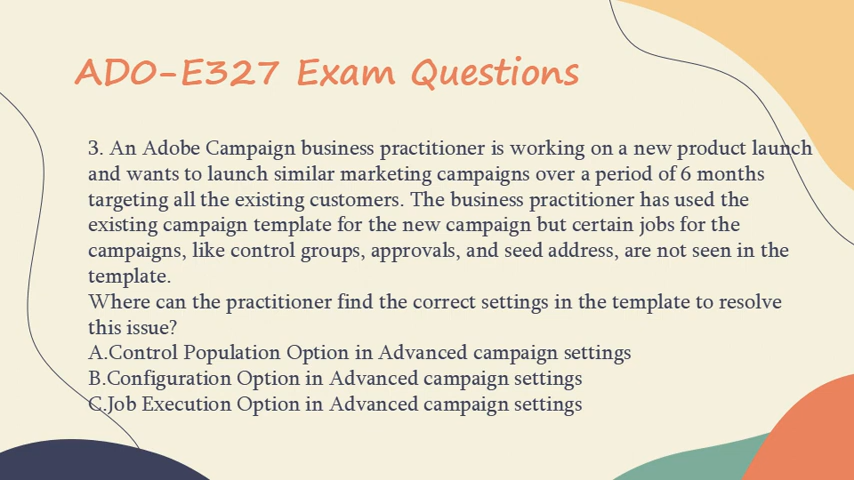 ADO-E327 Exam Questions
3. An Adobe Campaign business practitioner is working on a new product launch
and wants to launch similar marketing campaigns over a period of 6 months
targeting all the existing customers. The business practitioner has used the
existing campaign template for the new campaign but certain jobs for the
campaigns, like control groups, approvals, and seed address, are not seen in the
template.
Where can the practitioner find the correct settings in the template to resolve
this issue?
A.Control Population Option in Advanced campaign settings
B.Configuration Option in Advanced campaign settings
C.Job Execution Option in Advanced campaign settings